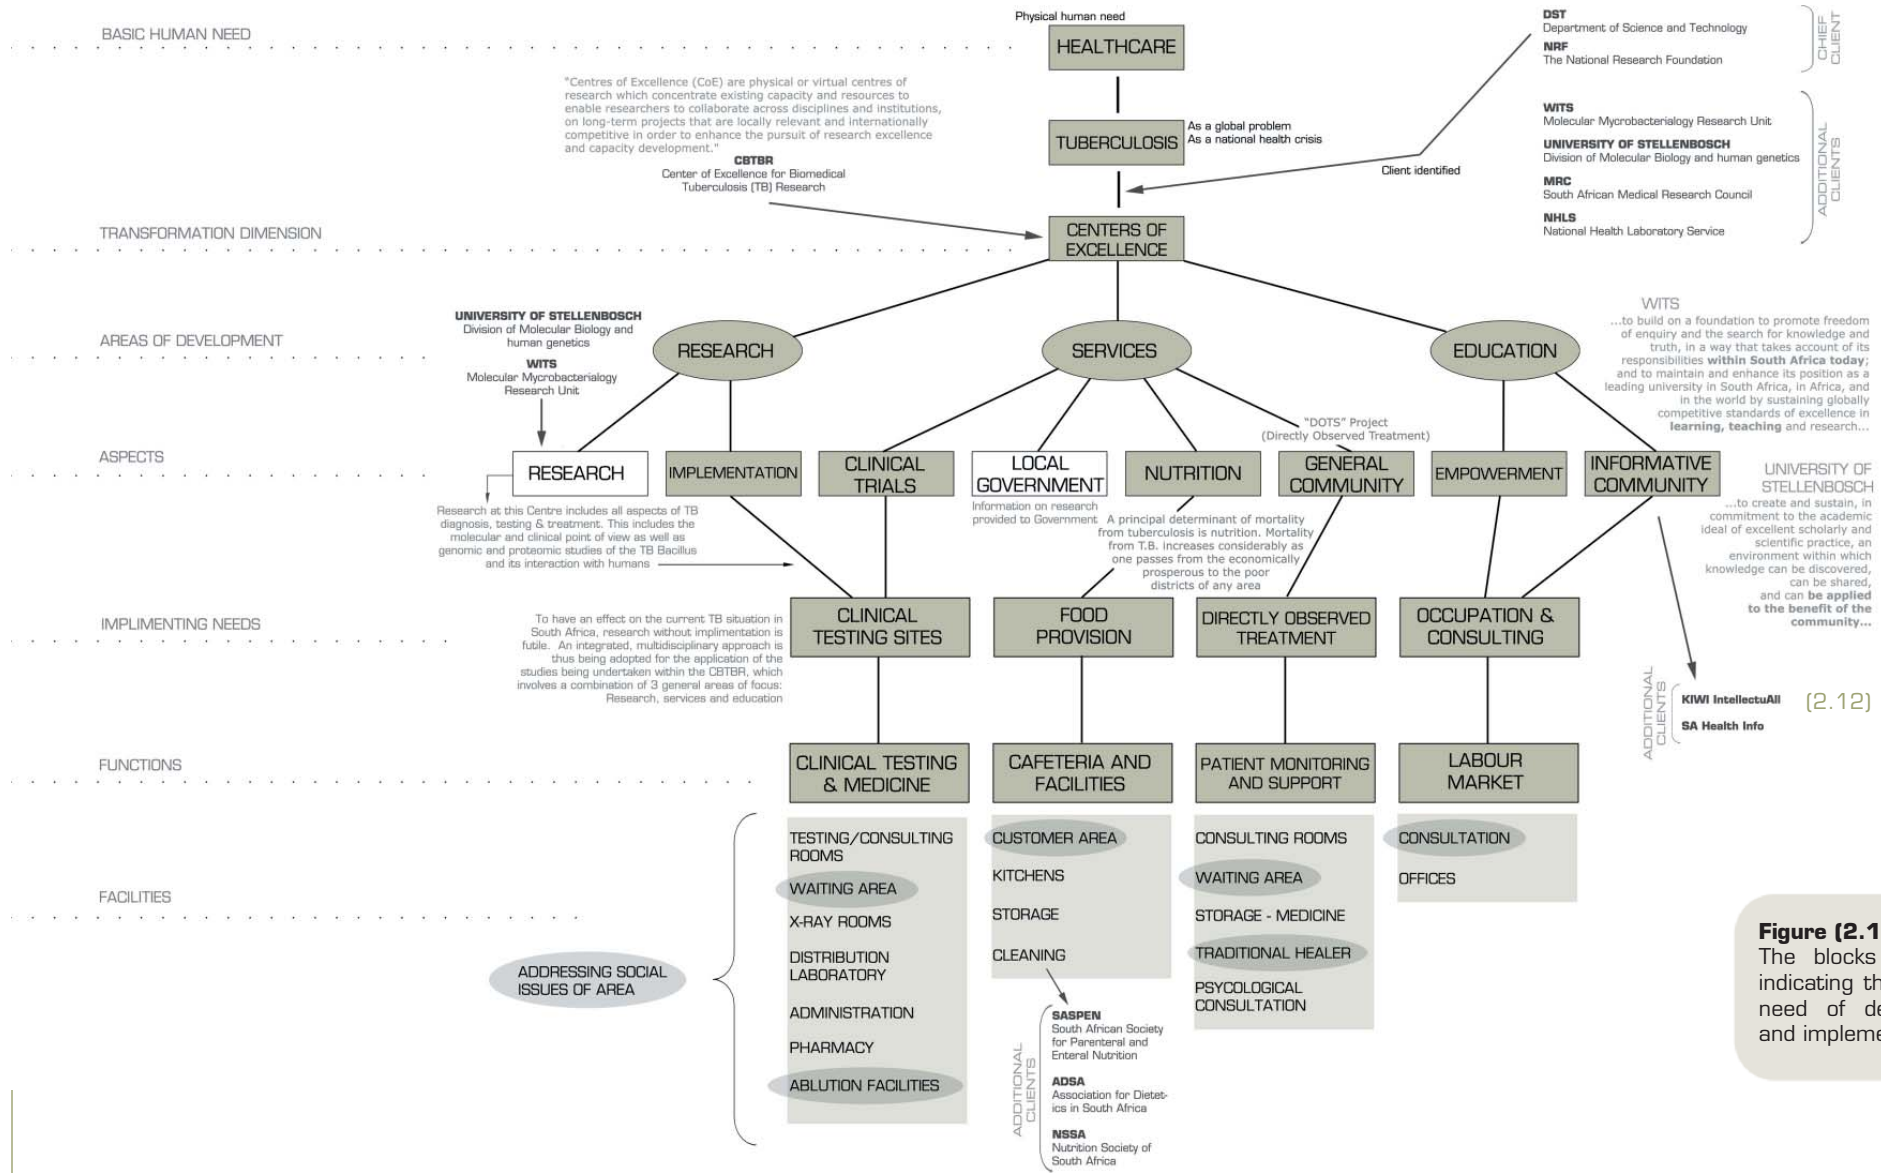 BASIC HUMAN NEED
Physical human need
HEALTHCARE
DST
Department of Science and Technology
NRF
The National Research Foundation
CHIEF
CLIENT
"Centres of Excellence (CoE) are physical or virtual centres of
research which concentrate existing capacity and resources to
enable researchers to collaborate across disciplines and institutions,
on long-term projects that are locally relevant and internationally
competitive in order to enhance the pursuit of research excellence
and capacity development."
CBTBR
Center of Excellence for Biomedical
Tuberculosis (TB) Research
TUBERCULOSIS
As a global problem
As a national health crisis
Client identified
WITS
Molecular Mycrobacterialogy Research Unit
UNIVERSITY OF STELLENBOSCH
Division of Molecular Biology and human genetics
MRC
South African Medical Research Council
NHLS
National Health Laboratory Service
ADDITIONAL
CLIENTS
TRANSFORMATION DIMENSION
CENTERS OF
EXCELLENCE
AREAS OF DEVELOPMENT
UNIVERSITY OF STELLENBOSCH
Division of Molecular Biology and
human genetics
WITS
Molecular Mycrobacterialogy
Research Unit
RESEARCH
SERVICES
EDUCATION
WITS
...to build on a foundation to promote freedom
of enquiry and the search for knowledge and
truth, in a way that takes account of its
responsibilities within South Africa today;
and to maintain and enhance its position as a
leading university in South Africa, in Africa, and
in the world by sustaining globally
competitive standards of excellence in
learning, teaching and research...
"DOTS" Project
(Directly Observed Treatment)
ASPECTS
RESEARCH
IMPLEMENTATION
CLINICAL
TRIALS
LOCAL
GOVERNMENT
NUTRITION
GENERAL
COMMUNITY
EMPOWERMENT
INFORMATIVE
COMMUNITY
UNIVERSITY OF
STELLENBOSCH
...to create and sustain, in
commitment to the academic
ideal of excellent scholarly and
scientific practice, an
environment within which
knowledge can be discovered,
can be shared,
and can be applied
to the benefit of the
community...
Research at this Centre includes all aspects of TB
diagnosis, testing & treatment. This includes the
molecular and clinical point of view as well as
genomic and proteomic studies of the TB Bacillus
and its interaction with humans
Information on research
provided to Government
A principal determinant of mortality
from tuberculosis is nutrition. Mortality
from T.B. increases considerably as
one passes from the economically
prosperous to the poor
districts of any area
IMPLIMENTING NEEDS
To have an effect on the current TB situation in
South Africa, research without implimentation is
futile. An integrated, multidisciplinary approach is
thus being adopted for the application of the
studies being undertaken within the CBTBR, which
involves a combination of 3 general areas of focus:
Research, services and education
CLINICAL
TESTING SITES
FOOD
PROVISION
DIRECTLY OBSERVED
TREATMENT
OCCUPATION &
CONSULTING
ADDITIONAL
CLIENTS
KIWI IntellectuAll
SA Health Info
(2.12)
FUNCTIONS
CLINICAL TESTING
& MEDICINE
CAFETERIA AND
FACILITIES
PATIENT MONITORING
AND SUPPORT
LABOUR
MARKET
FACILITIES
ADDRESSING SOCIAL
ISSUES OF AREA
TESTING/CONSULTING
ROOMS
WAITING AREA
X-RAY ROOMS
DISTRIBUTION
LABORATORY
ADMINISTRATION
PHARMACY
ABLUTION FACILITIES
CUSTOMER AREA
KITCHENS
STORAGE
CLEANING
ADDITIONAL
CLIENTS
SASPEN
South African Society
for Parenteral and
Enteral Nutrition
ADSA
Association for Dietet-
ics in South Africa
NSSA
Nutrition Society of
South Africa
CONSULTING ROOMS
WAITING AREA
STORAGE - MEDICINE
TRADITIONAL HEALER
PSYCOLOGICAL
CONSULTATION
CONSULTATION
OFFICES
Figure (2.1
The blocks
indicating th
need of de
and impleme